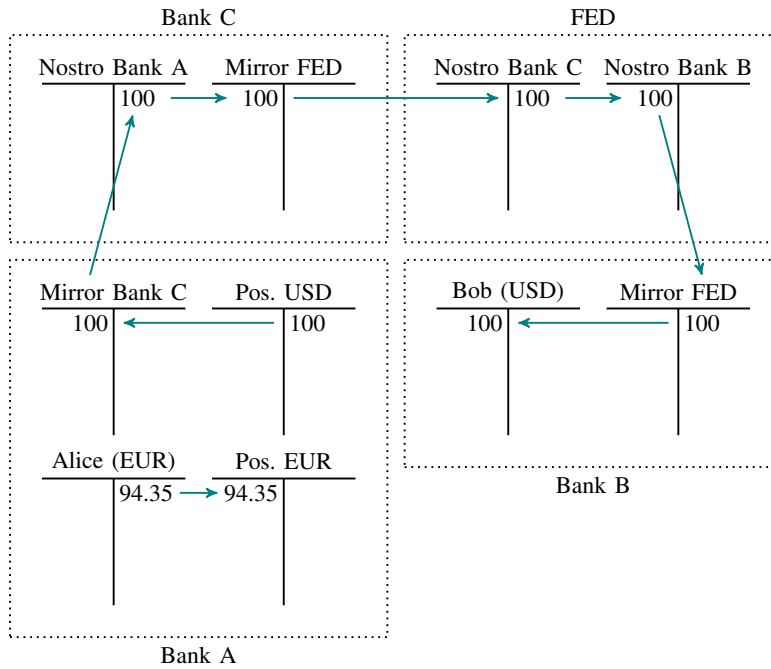 Bank C
FED
Nostro Bank A Mirror FED
100 100
Nostro Bank C Nostro Bank B
100 100
Mirror Bank C Pos. USD
100 100
Bob (USD) Mirror FED
100 100
Alice (EUR) Pos. EUR
94.35 94.35
Bank B
Bank A